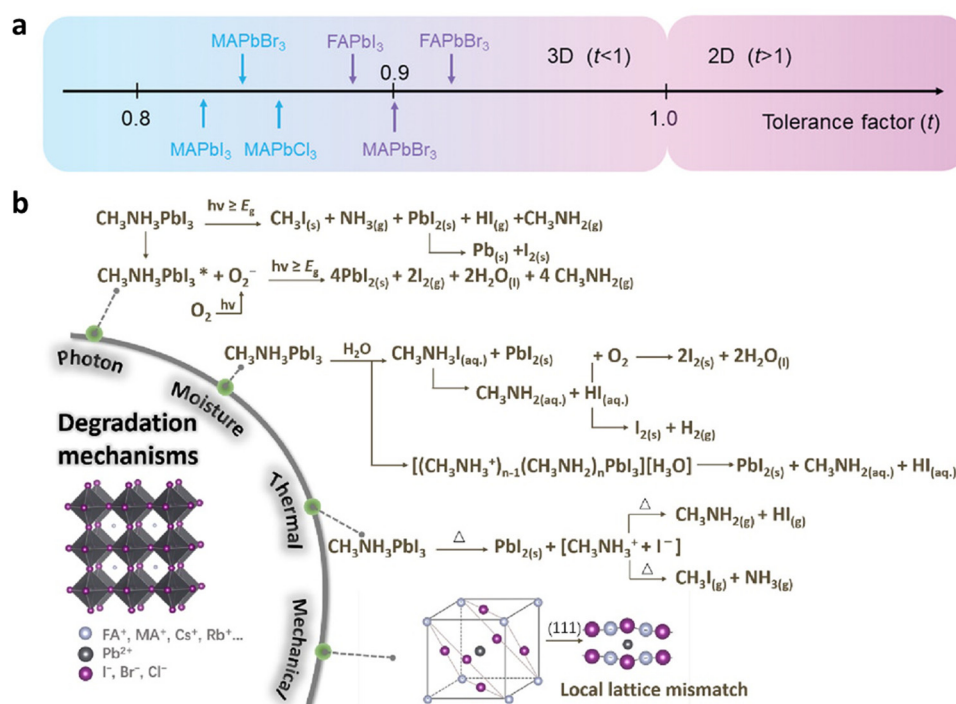 a
MAPbBr₃ FAPbI₃ FAPbBr₃ 3D (t<1) 2D (t>1)
0.9
0.8 1.0
MAPbI₃ MAPbCl₃ MAPbBr₃ Tolerance factor (t)
b
CH₃NH₃PbI₃ hν ≥ E_g CH₃I₍s₎ + NH₃₍g₎ + PbI₂₍s₎ + HI₍g₎ +CH₃NH₂₍g₎
Pb₍s₎ +I₂₍s₎
CH₃NH₃PbI₃ * + O₂⁻ hν ≥ E_g 4PbI₂₍s₎ + 2I₂₍g₎ + 2H₂O₍l₎ + 4 CH₃NH₂₍g₎
O₂ hν
Photon
CH₃NH₃PbI₃ H₂O CH₃NH₃I₍aq.₎ + PbI₂₍s₎ + O₂ 2I₂₍s₎ + 2H₂O₍l₎
Moisture
CH₃NH₂₍aq.₎ + HI₍aq.₎
I₂₍s₎ + H₂₍g₎
Degradation
mechanisms
[(CH₃NH₃⁺)ₙ₋₁(CH₃NH₂)ₙPbI₃][H₃O] PbI₂₍s₎ + CH₃NH₂₍aq.₎ + HI₍aq.₎
Thermal
△ CH₃NH₂₍g₎ + HI₍g₎
CH₃NH₃PbI₃ △ PbI₂₍s₎ + [CH₃NH₃⁺ + I⁻]
△ CH₃I₍g₎ + NH₃₍g₎
Mechanical
FA⁺, MA⁺, Cs⁺, Rb⁺...
Pb²⁺
I⁻, Br⁻, Cl⁻
(111)
Local lattice mismatch